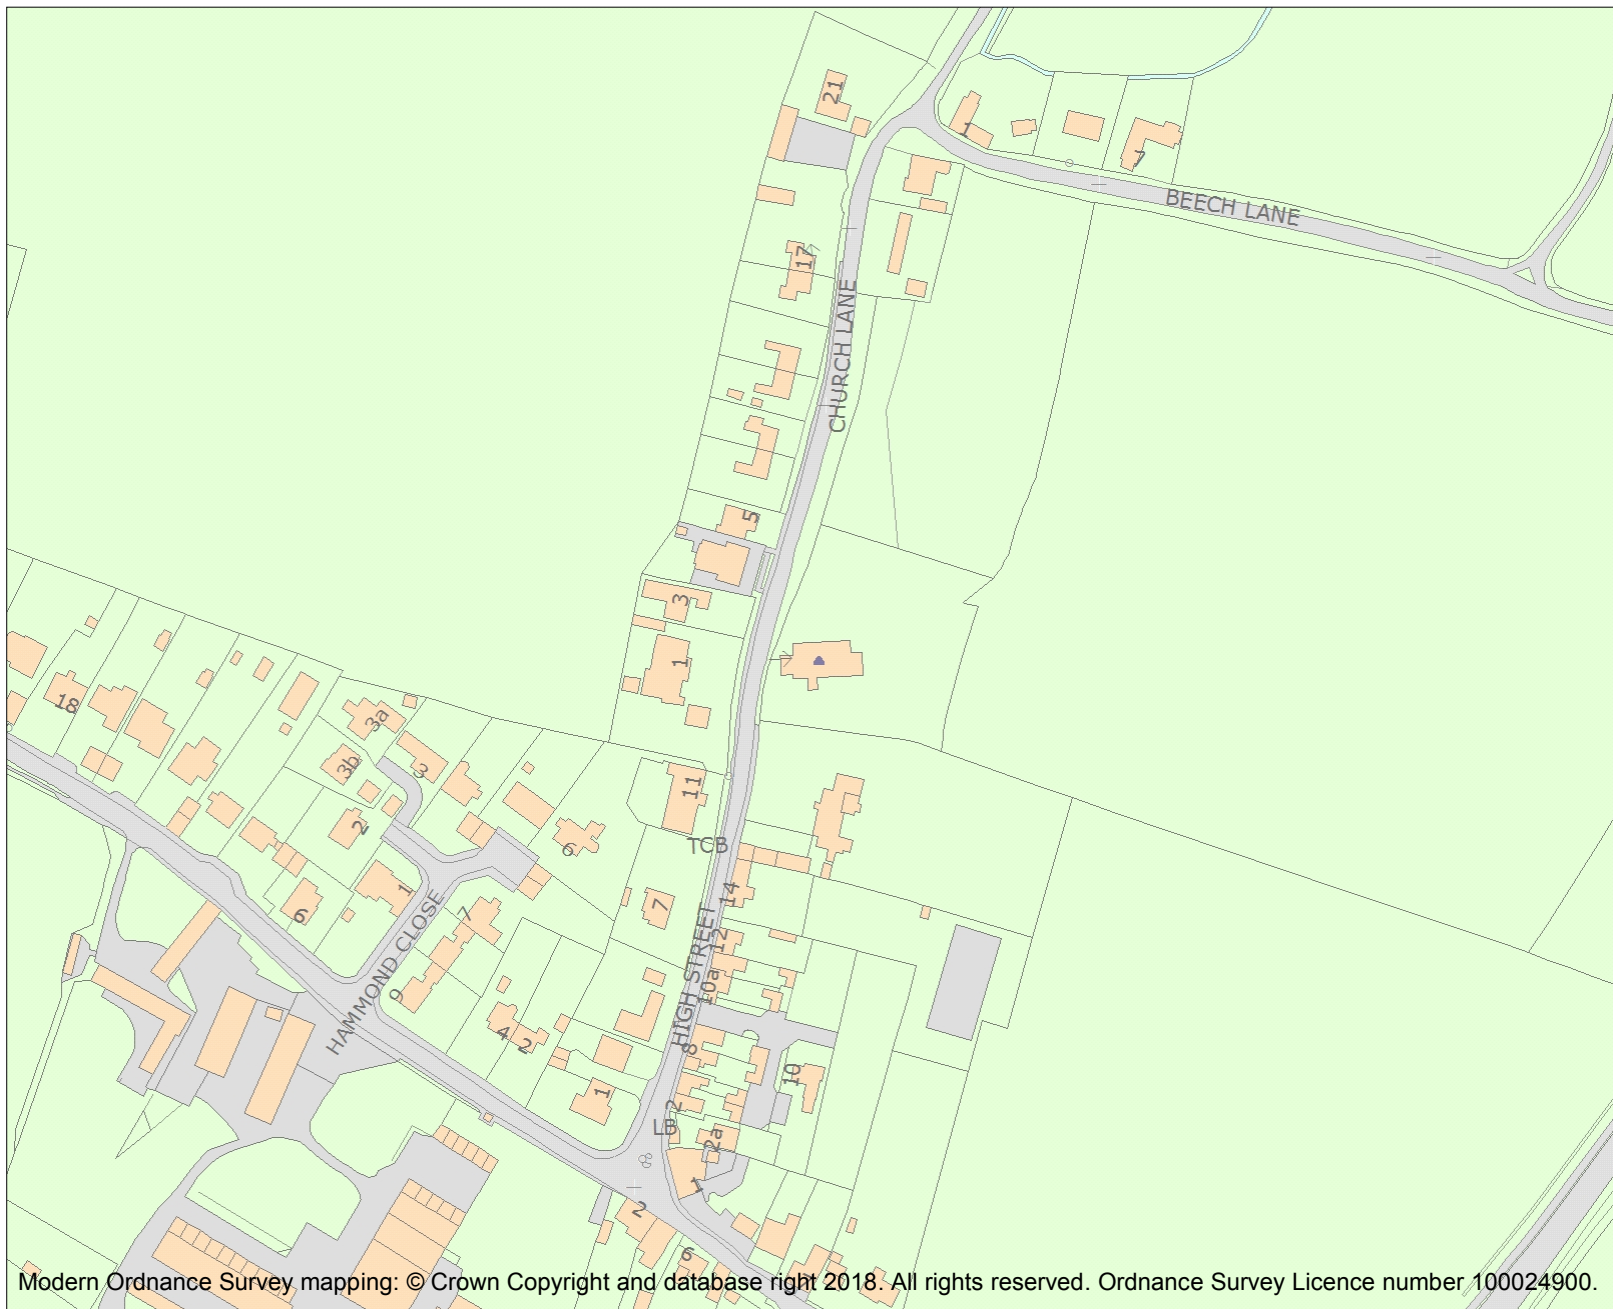 21
1
7
BEECH LANE
17
CHURCH LANE
5
3
1
18
3a
3b
3
11
2
6
TCB
1
14
7
7
6
12
HIGH STREET
HAMMOND CLOSE
10a
9
4
2
8
10
1
2
LB
2a
1
2
6
Modern Ordnance Survey mapping: © Crown Copyright and database right 2018. All rights reserved. Ordnance Survey Licence number 100024900.